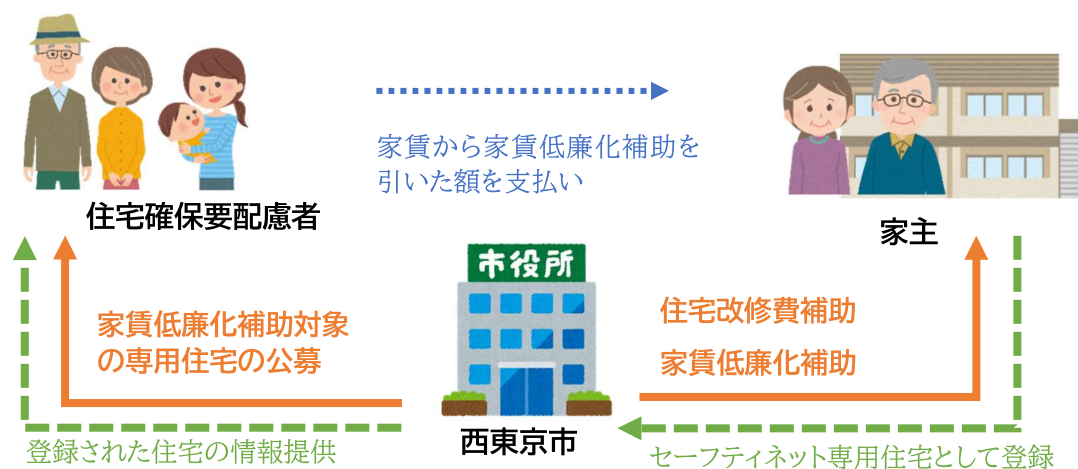 家賃から家賃低廉化補助を
引いた額を支払い
住宅確保要配慮者
家主
市役所
家賃低廉化補助対象
の専用住宅の公募
住宅改修費補助
家賃低廉化補助
西東京市
登録された住宅の情報提供
セーフティネット専用住宅として登録